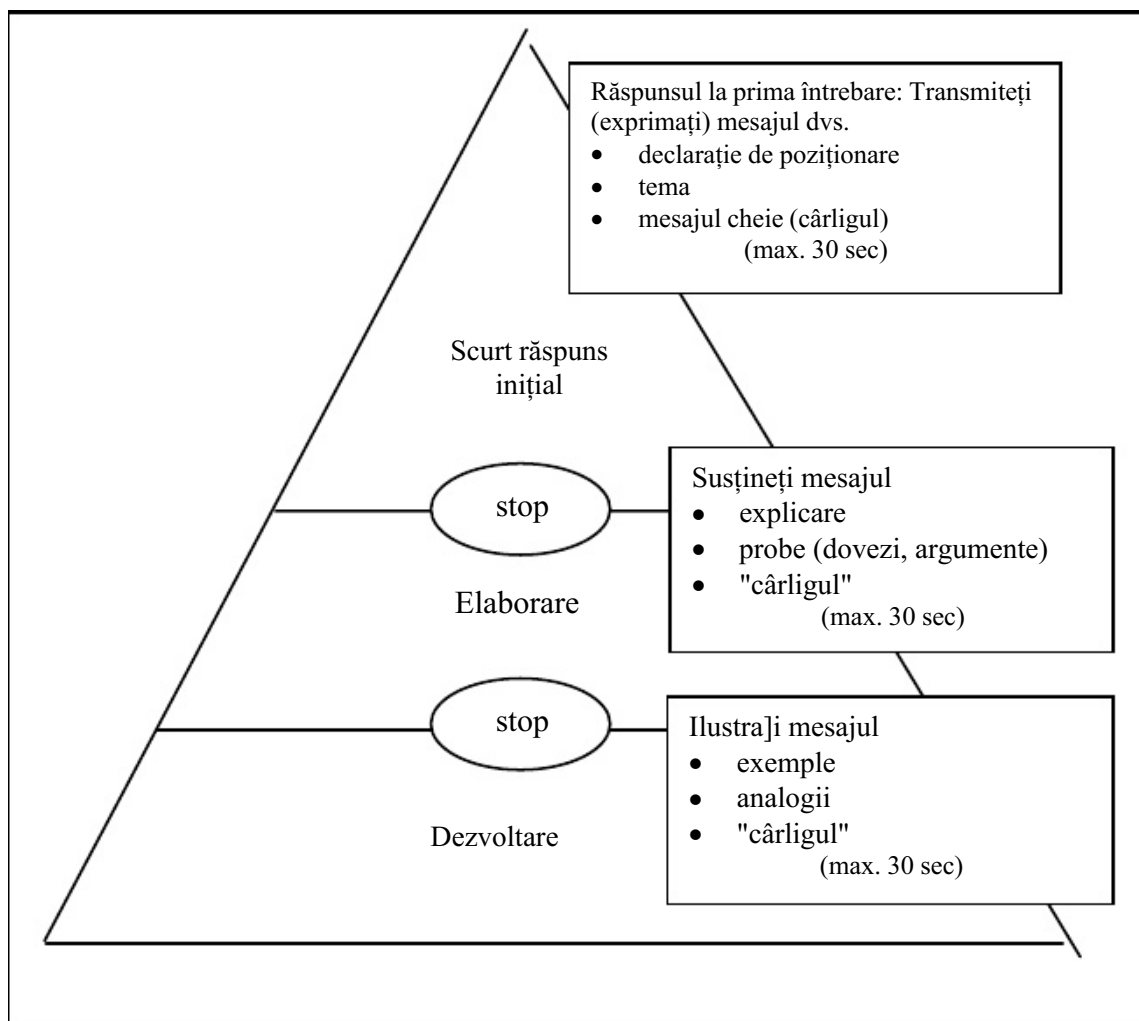 Răspunsul la prima întrebare: Transmiteți
(exprimați) mesajul dvs.
• declarație de poziționare
• tema
• mesajul cheie (cârligul)
(max. 30 sec)
Scurt răspuns
inițial
stop
Susțineți mesajul
• explicare
• probe (dovezi, argumente)
• "cârligul"
(max. 30 sec)
Elaborare
stop
Ilustra]i mesajul
• exemple
• analogii
• "cârligul"
(max. 30 sec)
Dezvoltare